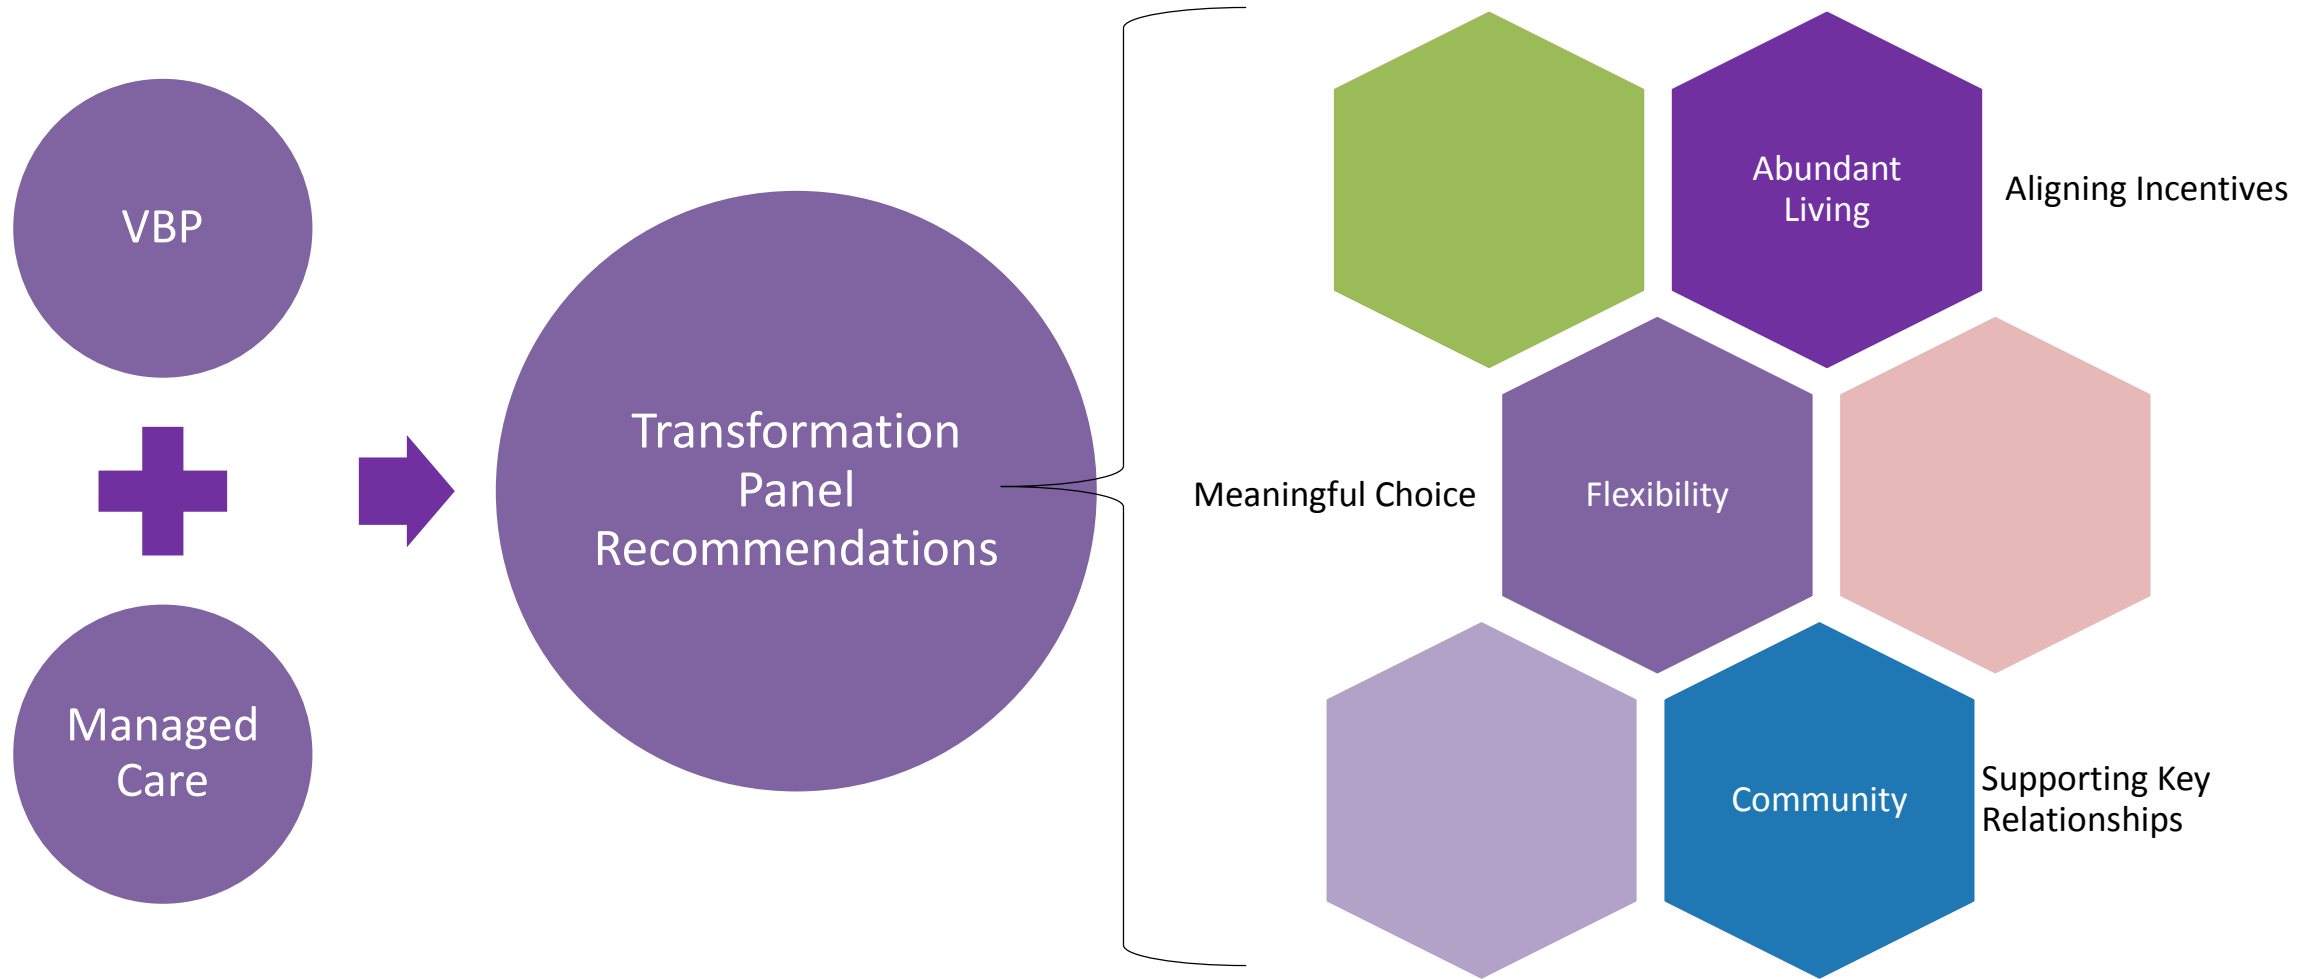 VBP
Managed
Care
Transformation
Panel
Recommendations
Abundant
Living
Aligning Incentives
Meaningful Choice
Flexibility
Community
Supporting Key
Relationships